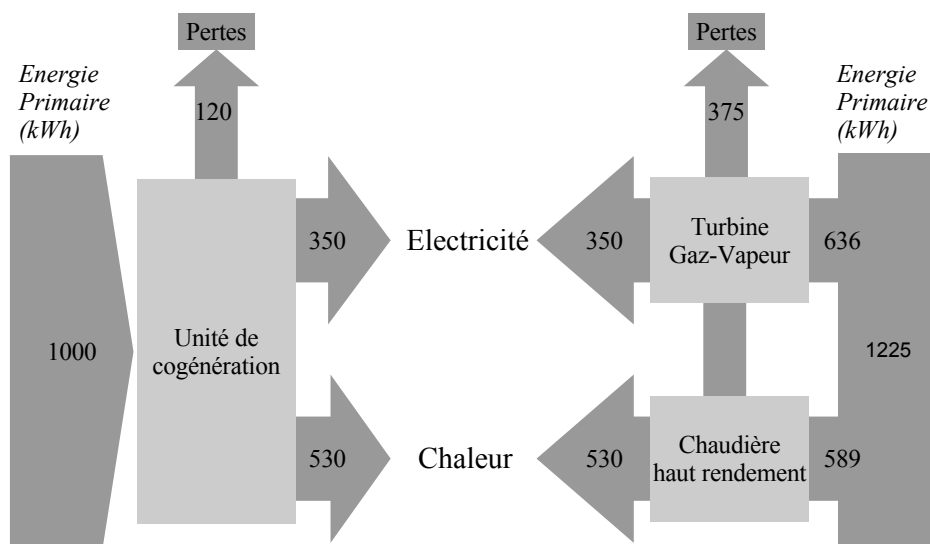 Pertes
Pertes
Energie
Primaire
(kWh)
Energie
Primaire
(kWh)
120
375
350
Electricité
350
Turbine
Gaz-Vapeur
636
1000
Unité de
cogénération
1225
530
Chaleur
530
Chaudière
haut rendement
589